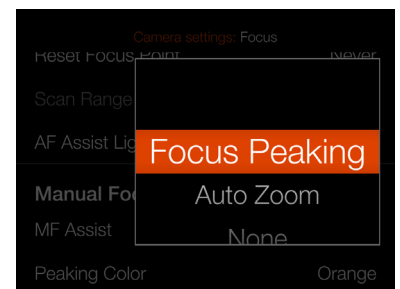 Camera settings: Focus
Reset Focus Point Never
Scan Range
AF Assist Lig
Focus Peaking
Manual Foc
Auto Zoom
MF Assist
None
Peaking Color Orange